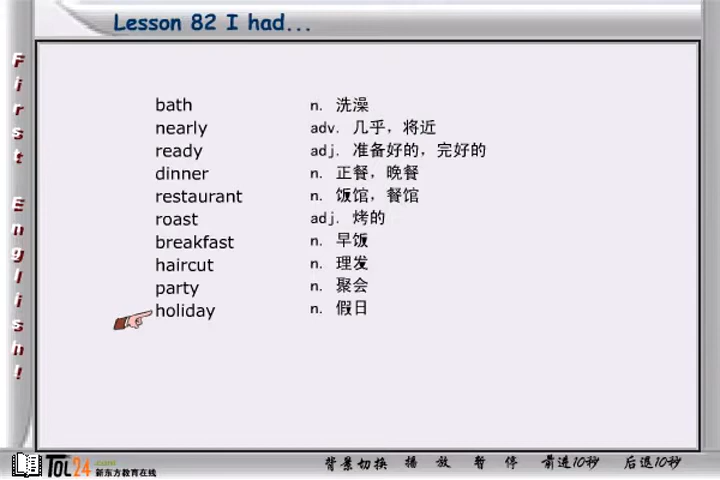 Lesson 82 I had...
First English!
bath n. 洗澡
nearly adv. 几乎，将近
ready adj. 准备好的，完好的
dinner n. 正餐，晚餐
restaurant n. 饭馆，餐馆
roast adj. 烤的
breakfast n. 早饭
haircut n. 理发
party n. 聚会
holiday n. 假日
TOL24.com
新东方教育在线
背景切换 播放 暂停 前进10秒 后退10秒